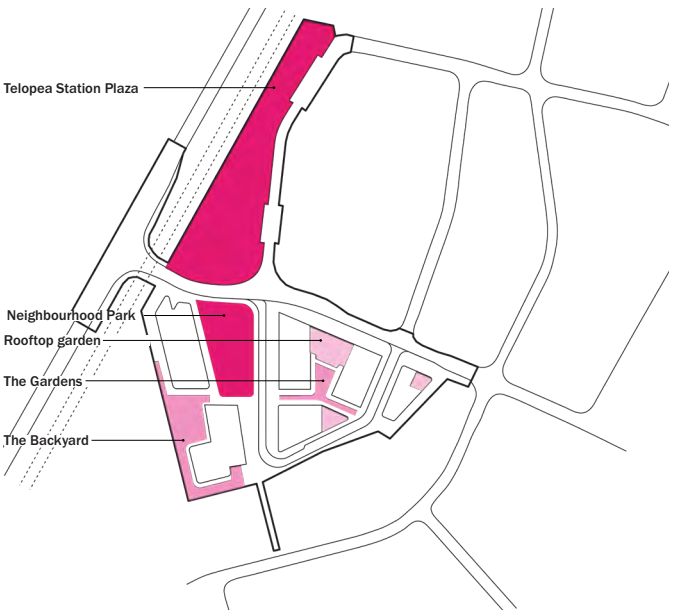 Telopea Station Plaza
Neighbourhood Park
Rooftop garden
The Gardens
The Backyard